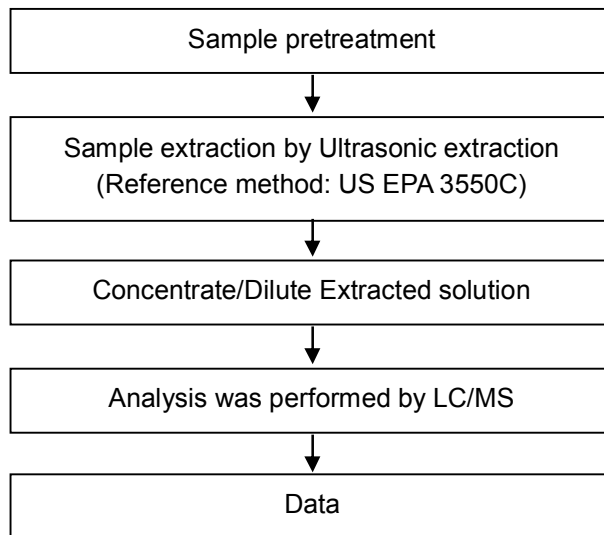 Sample pretreatment
Sample extraction by Ultrasonic extraction
(Reference method: US EPA 3550C)
Concentrate/Dilute Extracted solution
Analysis was performed by LC/MS
Data